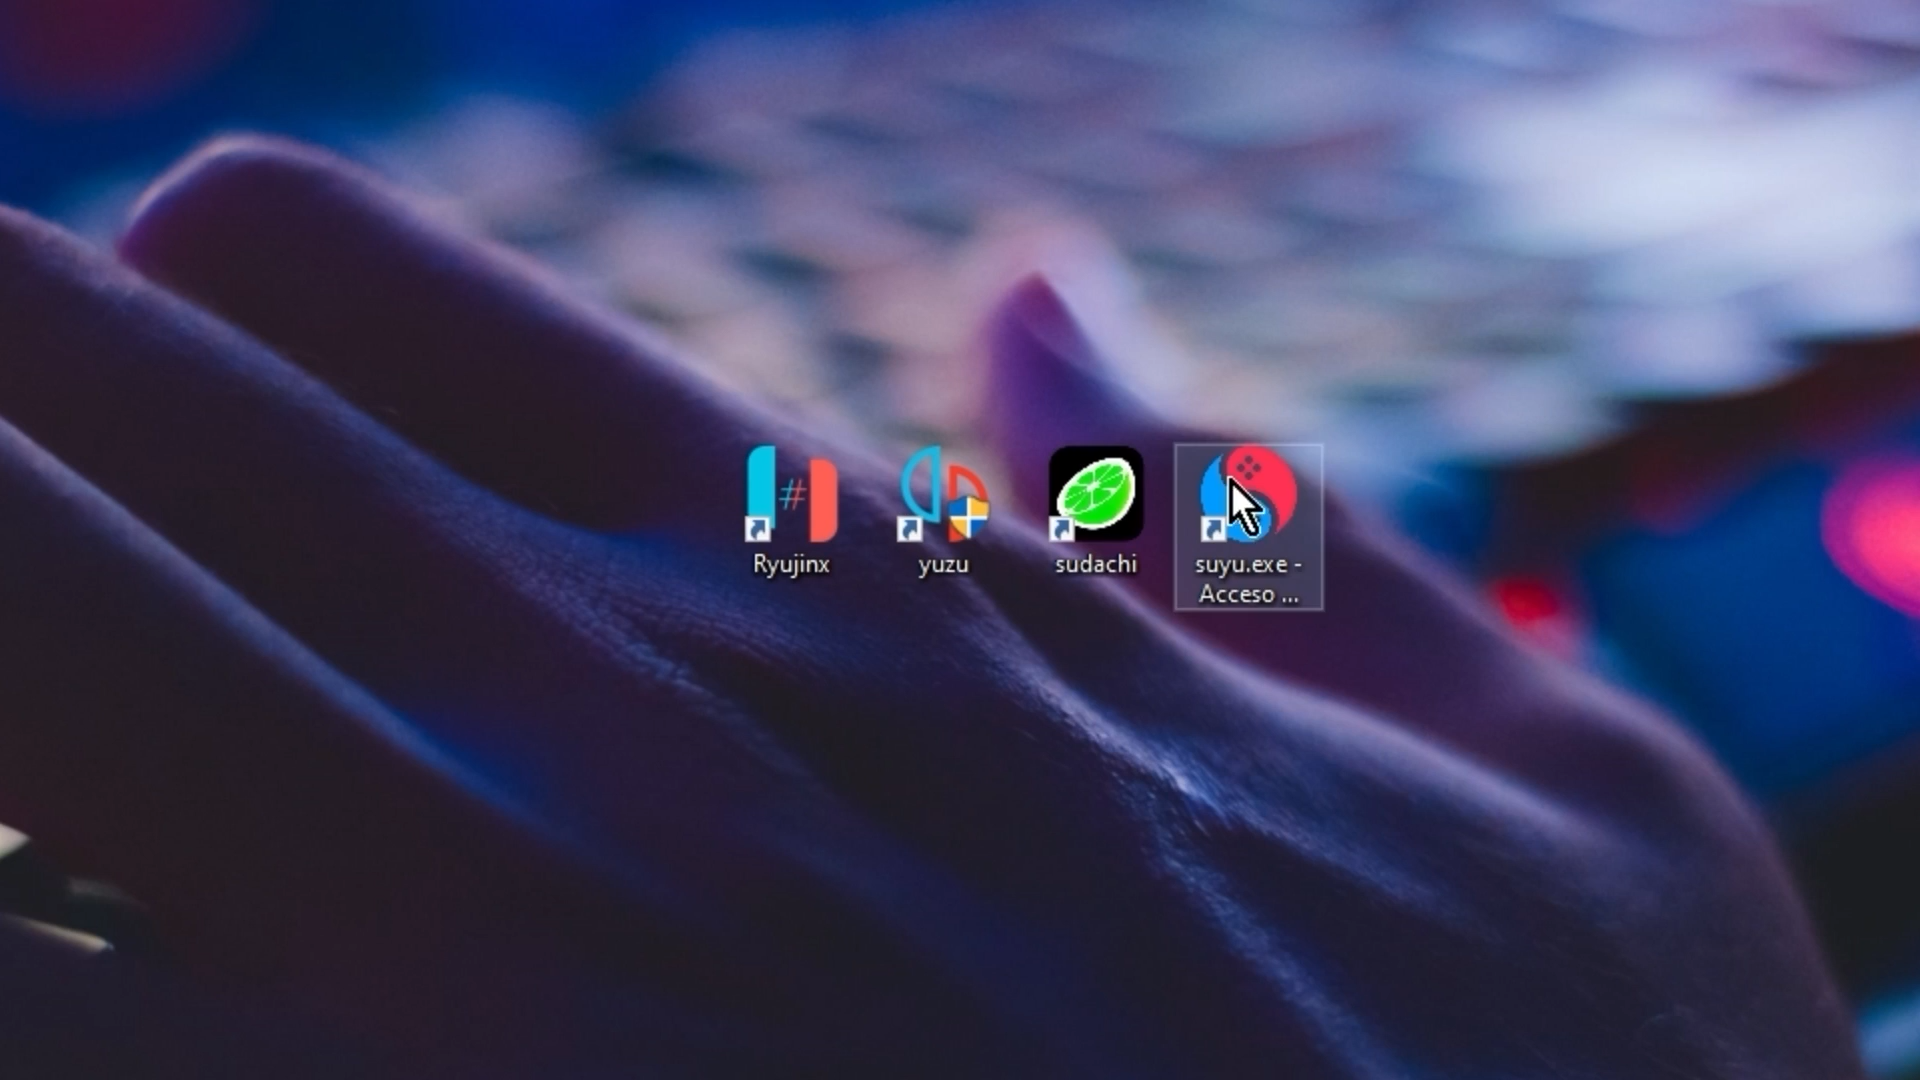 Ryujinx
yuzu
sudachi
suyu.exe -
Acceso ...